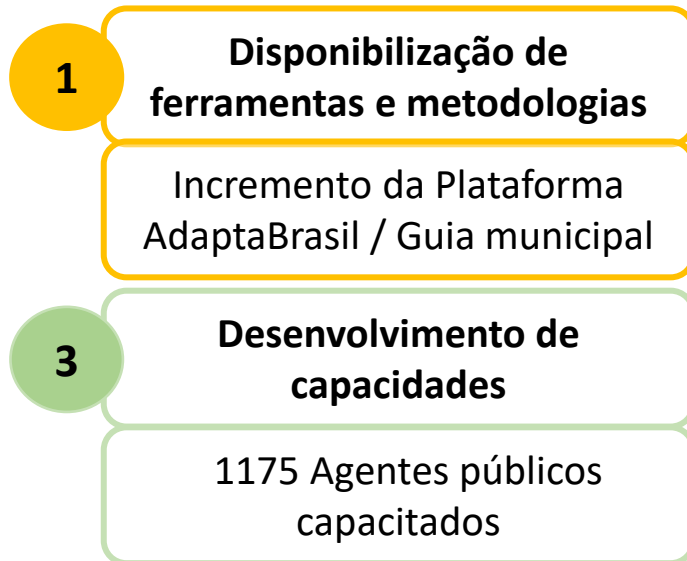 1
Disponibilização de
ferramentas e metodologias
Incremento da Plataforma
AdaptaBrasil / Guia municipal
3
Desenvolvimento de
capacidades
1175 Agentes públicos
capacitados